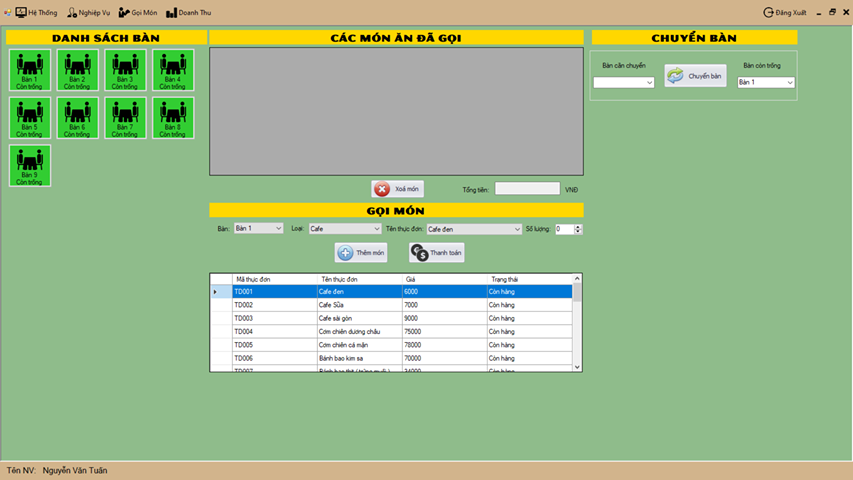 Hệ Thống Nghiệp Vụ Gọi Món Doanh Thu Đăng Xuất
DANH SÁCH BÀN
Bàn 1
Còn trống
Bàn 2
Còn trống
Bàn 3
Còn trống
Bàn 4
Còn trống
Bàn 5
Còn trống
Bàn 6
Còn trống
Bàn 7
Còn trống
Bàn 8
Còn trống
Bàn 9
Còn trống
CÁC MÓN ĂN ĐÃ GỌI
Xoá món Tổng tiền: VNĐ
GỌI MÓN
Bàn: Bàn 1 Loại: Cafe Tên thực đơn: Cafe đen Số lượng: 0
Thêm món Thanh toán
Mã thực đơn Tên thực đơn Giá Trạng thái
TD001 Cafe đen 6000 Còn hàng
TD002 Cafe Sữa 7000 Còn hàng
TD003 Cafe sài gòn 9000 Còn hàng
TD004 Cơm chiên dương châu 75000 Còn hàng
TD005 Cơm chiên cá mặn 78000 Còn hàng
TD006 Bánh bao kim sa 70000 Còn hàng
TD007 Bánh bao thịt ( trứng muối ) 34000 Còn hàng
CHUYỂN BÀN
Bàn cần chuyển Bàn còn trống
Chuyển bàn Bàn 1
Tên NV: Nguyễn Văn Tuấn